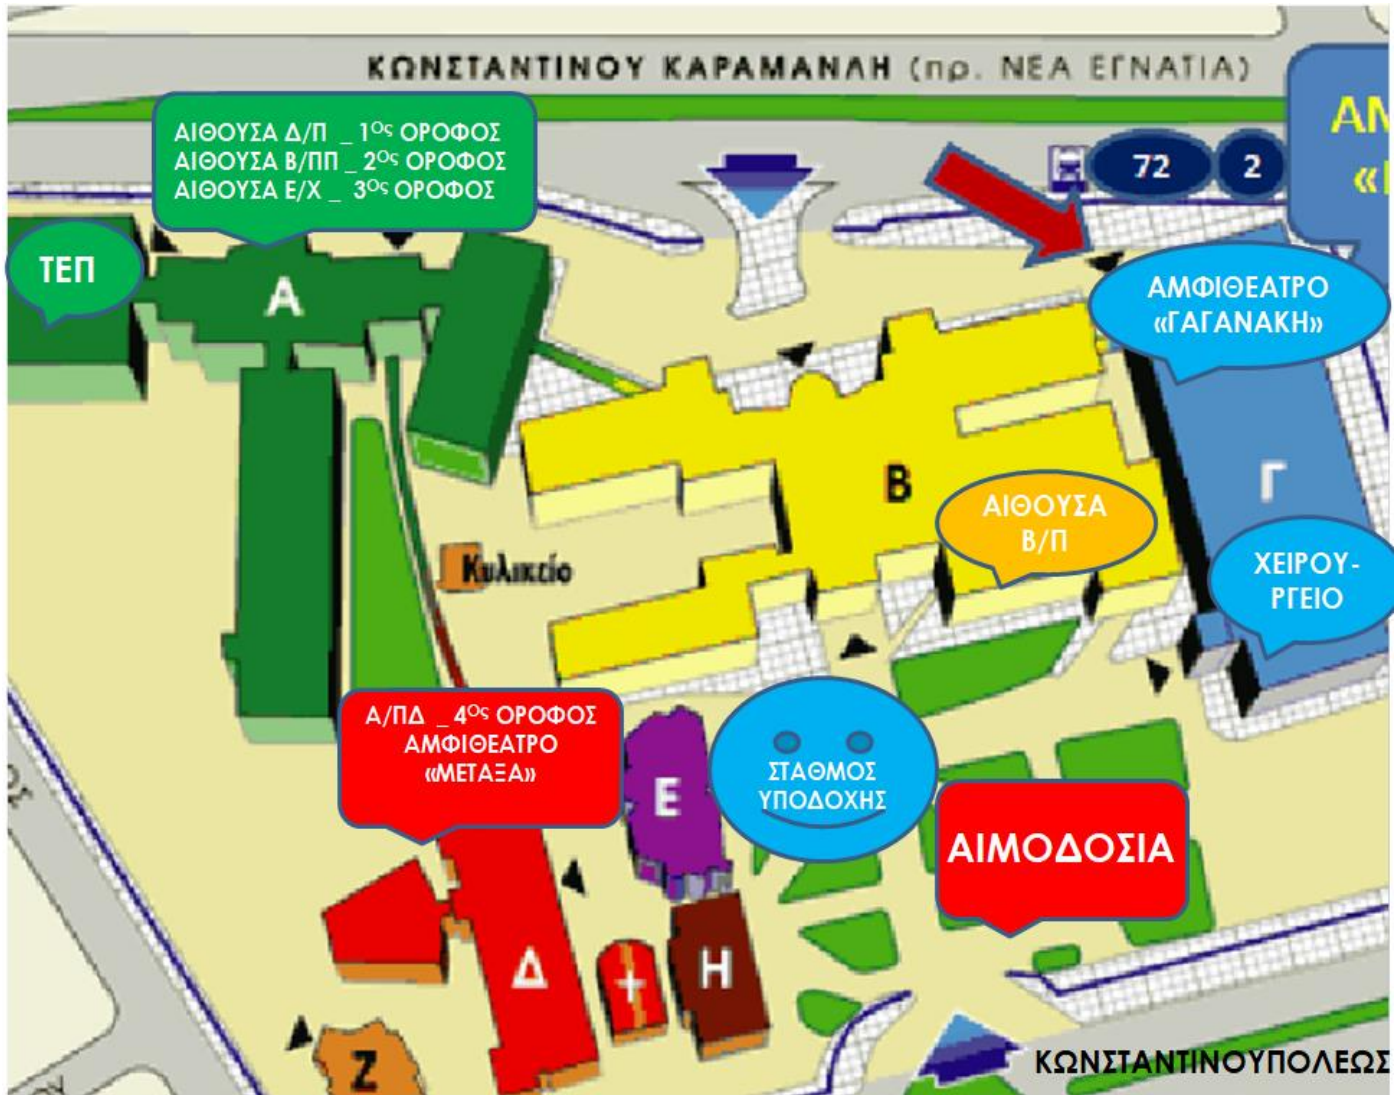 ΚΩΝΣΤΑΝΤΙΝΟΥ ΚΑΡΑΜΑΝΛΗ (πρ. ΝΕΑ ΕΓΝΑΤΙΑ)
ΑΙΘΟΥΣΑ Δ/Π _ 1Ος ΟΡΟΦΟΣ
ΑΙΘΟΥΣΑ Β/ΠΠ _ 2Ος ΟΡΟΦΟΣ
ΑΙΘΟΥΣΑ Ε/Χ _ 3Ος ΟΡΟΦΟΣ
72
2
ΤΕΠ
Α
ΑΜΦΙΘΕΑΤΡΟ
«ΓΑΓΑΝΑΚΗ»
Β
Γ
ΑΙΘΟΥΣΑ
Β/Π
Κυλικείο
ΧΕΙΡΟΥ-
ΡΓΕΙΟ
Α/ΠΔ _ 4Ος ΟΡΟΦΟΣ
ΑΜΦΙΘΕΑΤΡΟ
«ΜΕΤΑΞΑ»
Ε
ΣΤΑΘΜΟΣ
ΥΠΟΔΟΧΗΣ
ΑΙΜΟΔΟΣΙΑ
Δ
Η
Ζ
ΚΩΝΣΤΑΝΤΙΝΟΥΠΟΛΕΩΣ